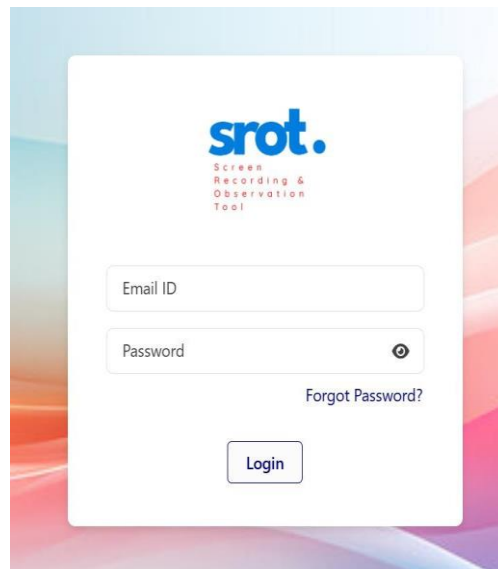 srot.
Screen
Recording &
Observation
Tool
Email ID
Password
Forgot Password?
Login